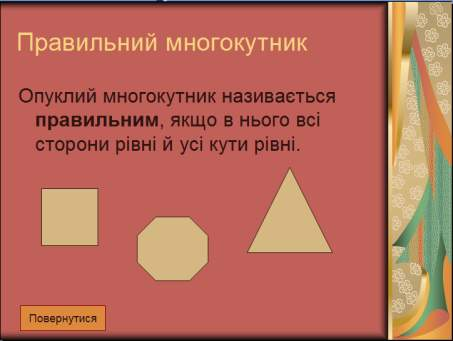 Правильний многокутник
Опуклий многокутник називається
правильним, якщо в нього всі
сторони рівні й усі кути рівні.
Повернутися